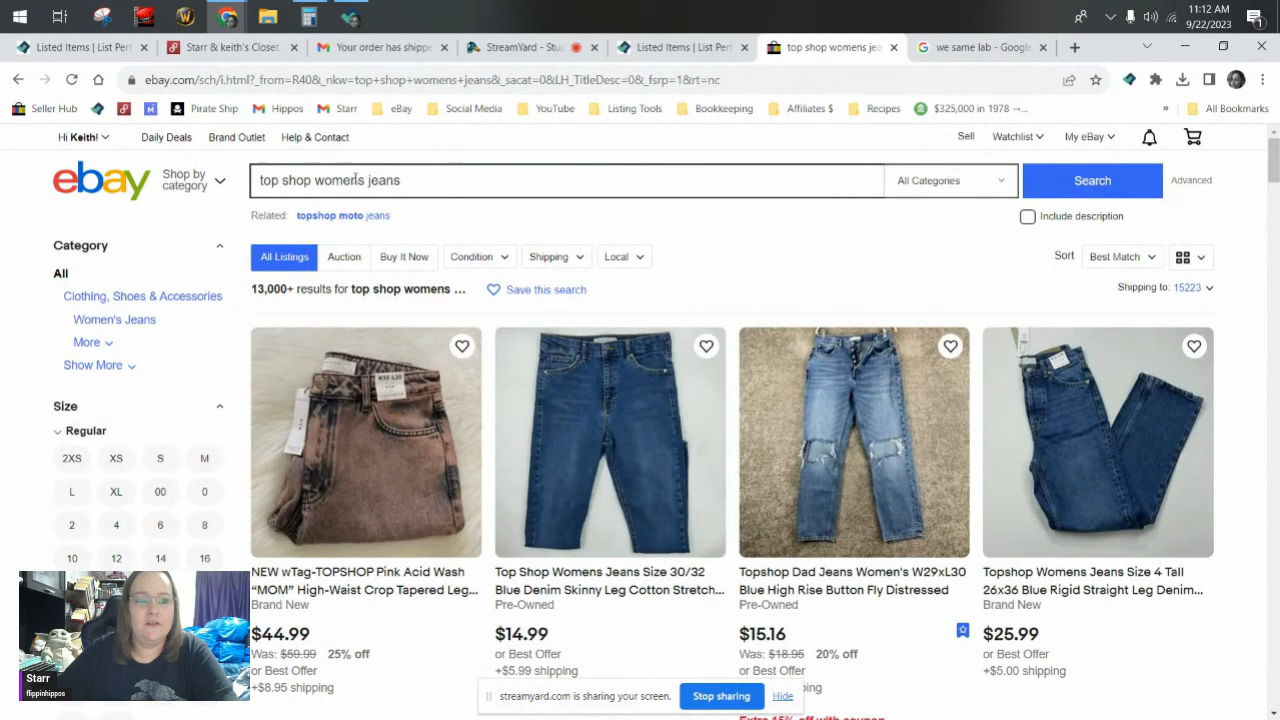 11:12 AM
9/22/2023
Listed Items | List Perf
Starr & keith's Closet
Your order has shippe
StreamYard - Stu
Listed Items | List Perf
top shop womens jea
we same lab - Google
ebay.com/sch/i.html?_from=R40&_nkw=top+shop+womens+jeans&_sacat=0&LH_TitleDesc=0&_fsrp=1&rt=nc
Seller Hub
Pirate Ship
Hippos
Starr
eBay
Social Media
YouTube
Listing Tools
Bookkeeping
Affiliates $
Recipes
$325,000 in 1978 →...
»
All Bookmarks
Hi Keith!
Daily Deals
Brand Outlet
Help & Contact
Sell
Watchlist
My eBay
ebay
Shop by
category
top shop womens jeans
All Categories
Search
Advanced
Related: topshop moto jeans
Include description
Category
All
Clothing, Shoes & Accessories
Women's Jeans
More
Show More
Size
Regular
2XS XS S M
L XL 00 0
2 4 6 8
10 12 14 16
All Listings
Auction
Buy It Now
Condition
Shipping
Local
Sort
Best Match
13,000+ results for top shop womens ...
Save this search
Shipping to: 15223
NEW wTag-TOPSHOP Pink Acid Wash
“MOM” High-Waist Crop Tapered Leg...
Brand New
$44.99
Was: $59.99 25% off
or Best Offer
+$8.95 shipping
Top Shop Womens Jeans Size 30/32
Blue Denim Skinny Leg Cotton Stretch...
Pre-Owned
$14.99
or Best Offer
+$5.99 shipping
Topshop Dad Jeans Women's W29xL30
Blue High Rise Button Fly Distressed
Pre-Owned
$15.16
Was: $18.95 20% off
or Best Offer
ping
Extra 15% off with coupon
Topshop Womens Jeans Size 4 Tall
26x36 Blue Rigid Straight Leg Denim...
Brand New
$25.99
or Best Offer
+$5.00 shipping
Starr
flippinhippos
streamyard.com is sharing your screen.
Stop sharing
Hide